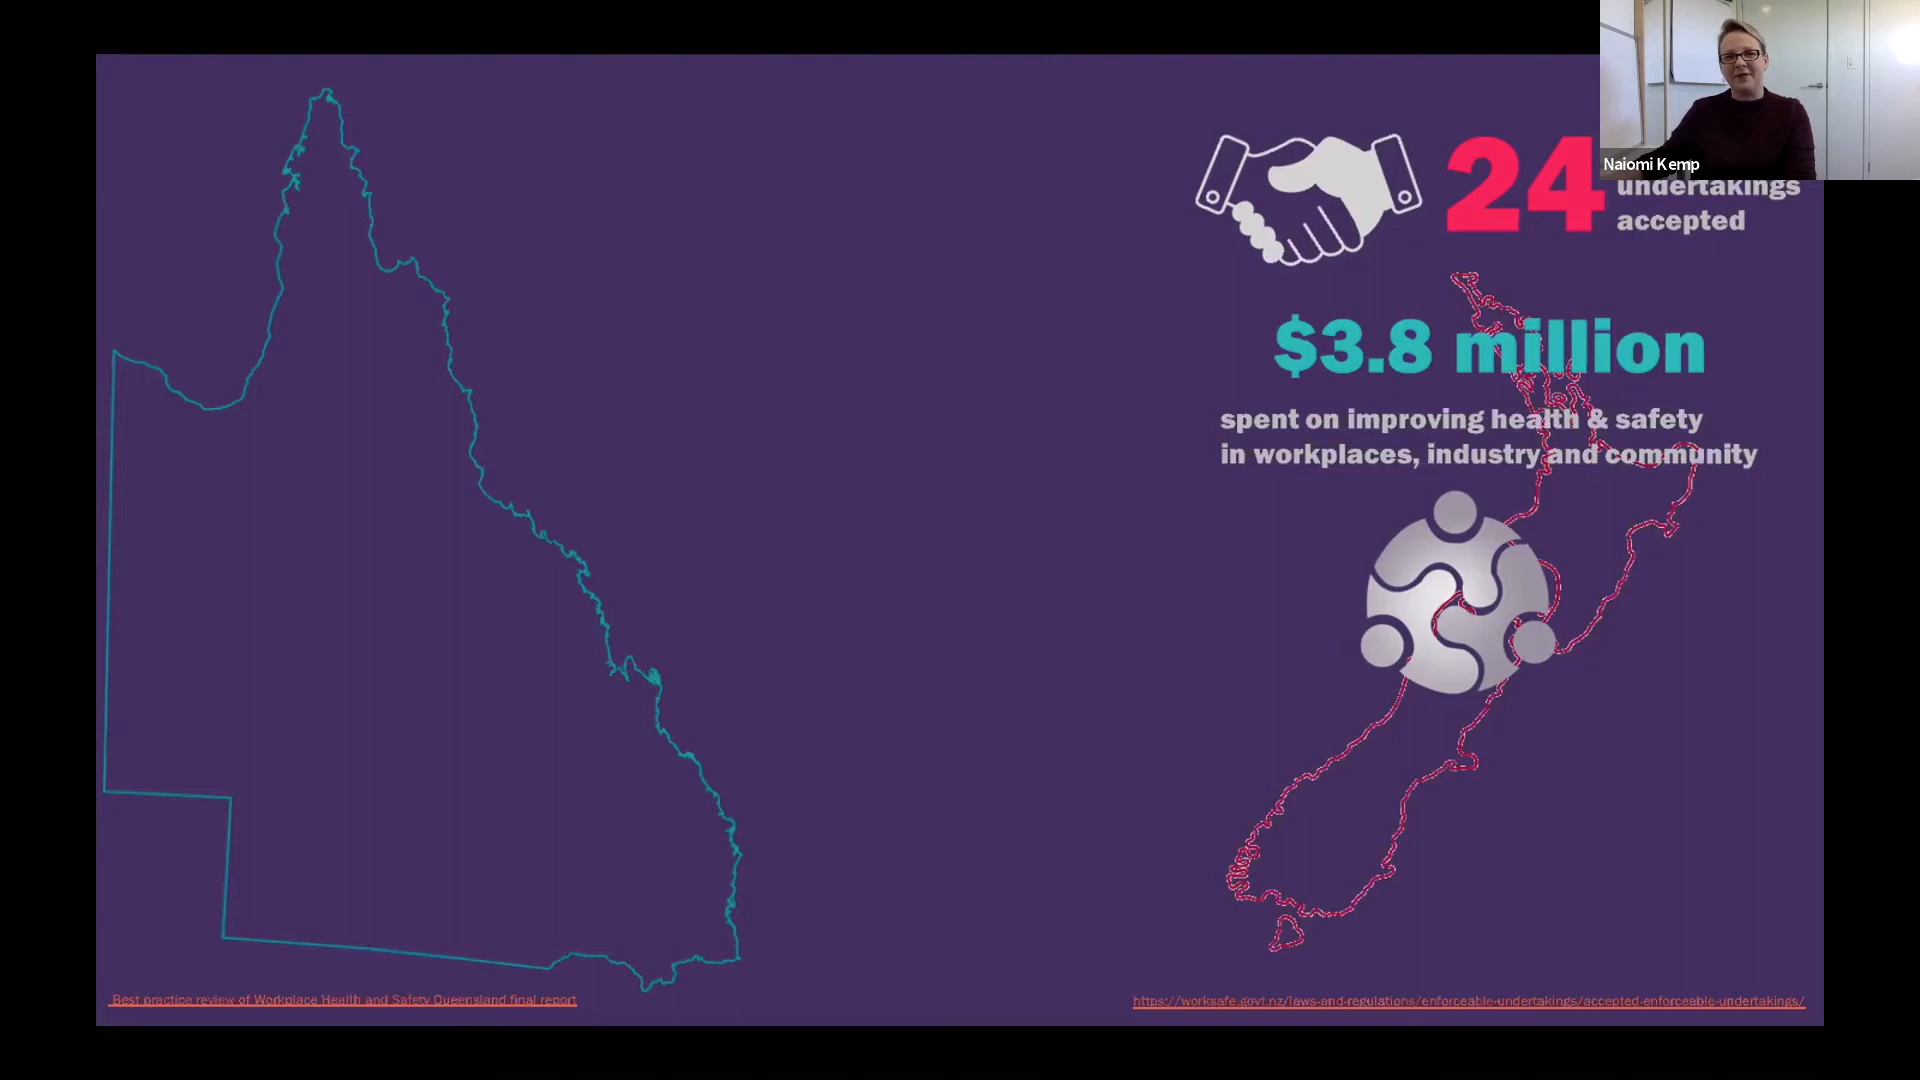 Naiomi Kemp
24
undertakings
accepted
$3.8 million
spent on improving health & safety
in workplaces, industry and community
Best practice review of Workplace Health and Safety Queensland final report
https://worksafe.govt.nz/laws-and-regulations/enforceable-undertakings/accepted-enforceable-undertakings/